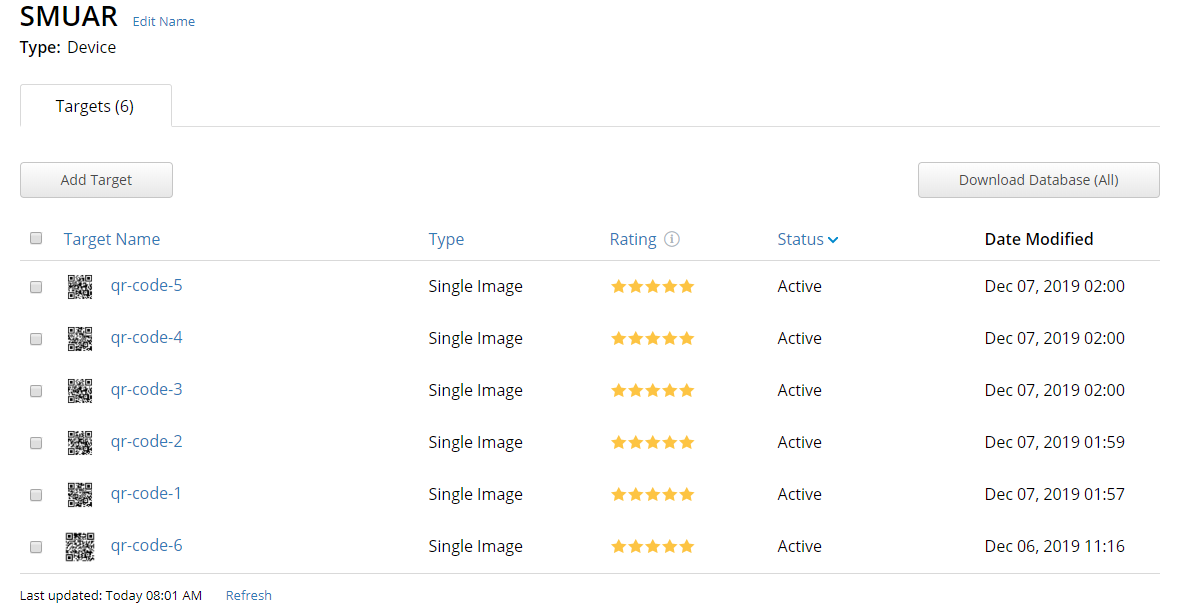 SMUAR Edit Name
Type: Device
Targets (6)
Add Target Download Database (All)
Target Name Type Rating Status Date Modified
qr-code-5 Single Image Active Dec 07, 2019 02:00
qr-code-4 Single Image Active Dec 07, 2019 02:00
qr-code-3 Single Image Active Dec 07, 2019 02:00
qr-code-2 Single Image Active Dec 07, 2019 01:59
qr-code-1 Single Image Active Dec 07, 2019 01:57
qr-code-6 Single Image Active Dec 06, 2019 11:16
Last updated: Today 08:01 AM Refresh